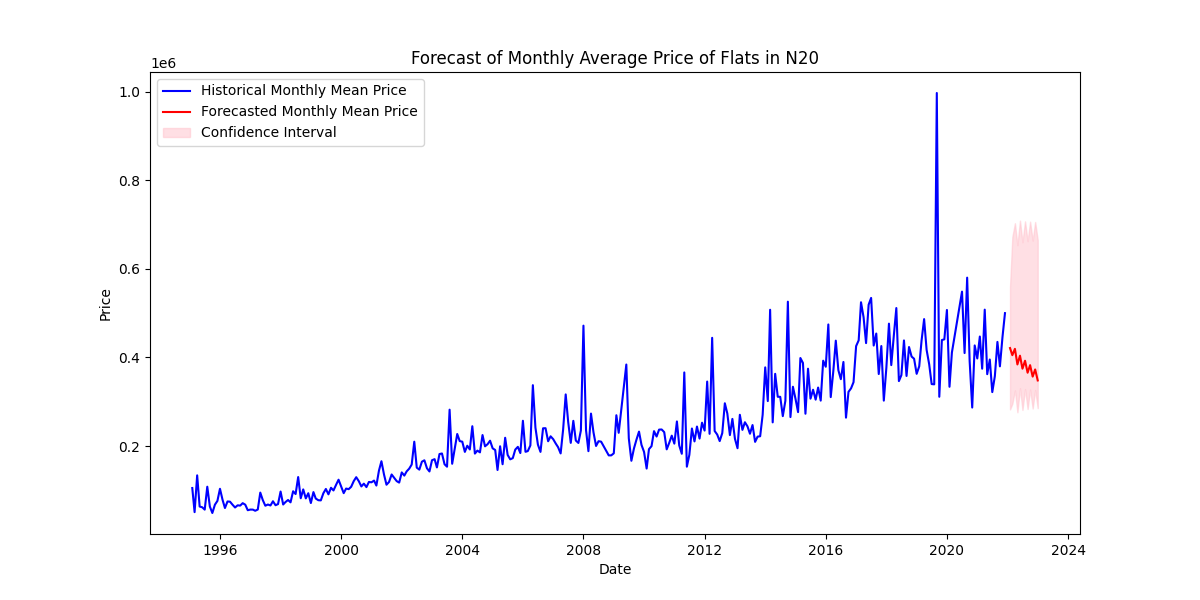 Forecast of Monthly Average Price of Flats in N20
1e6
1.0
0.8
0.6
0.4
0.2
Price
Historical Monthly Mean Price
Forecasted Monthly Mean Price
Confidence Interval
1996 2000 2004 2008 2012 2016 2020 2024
Date